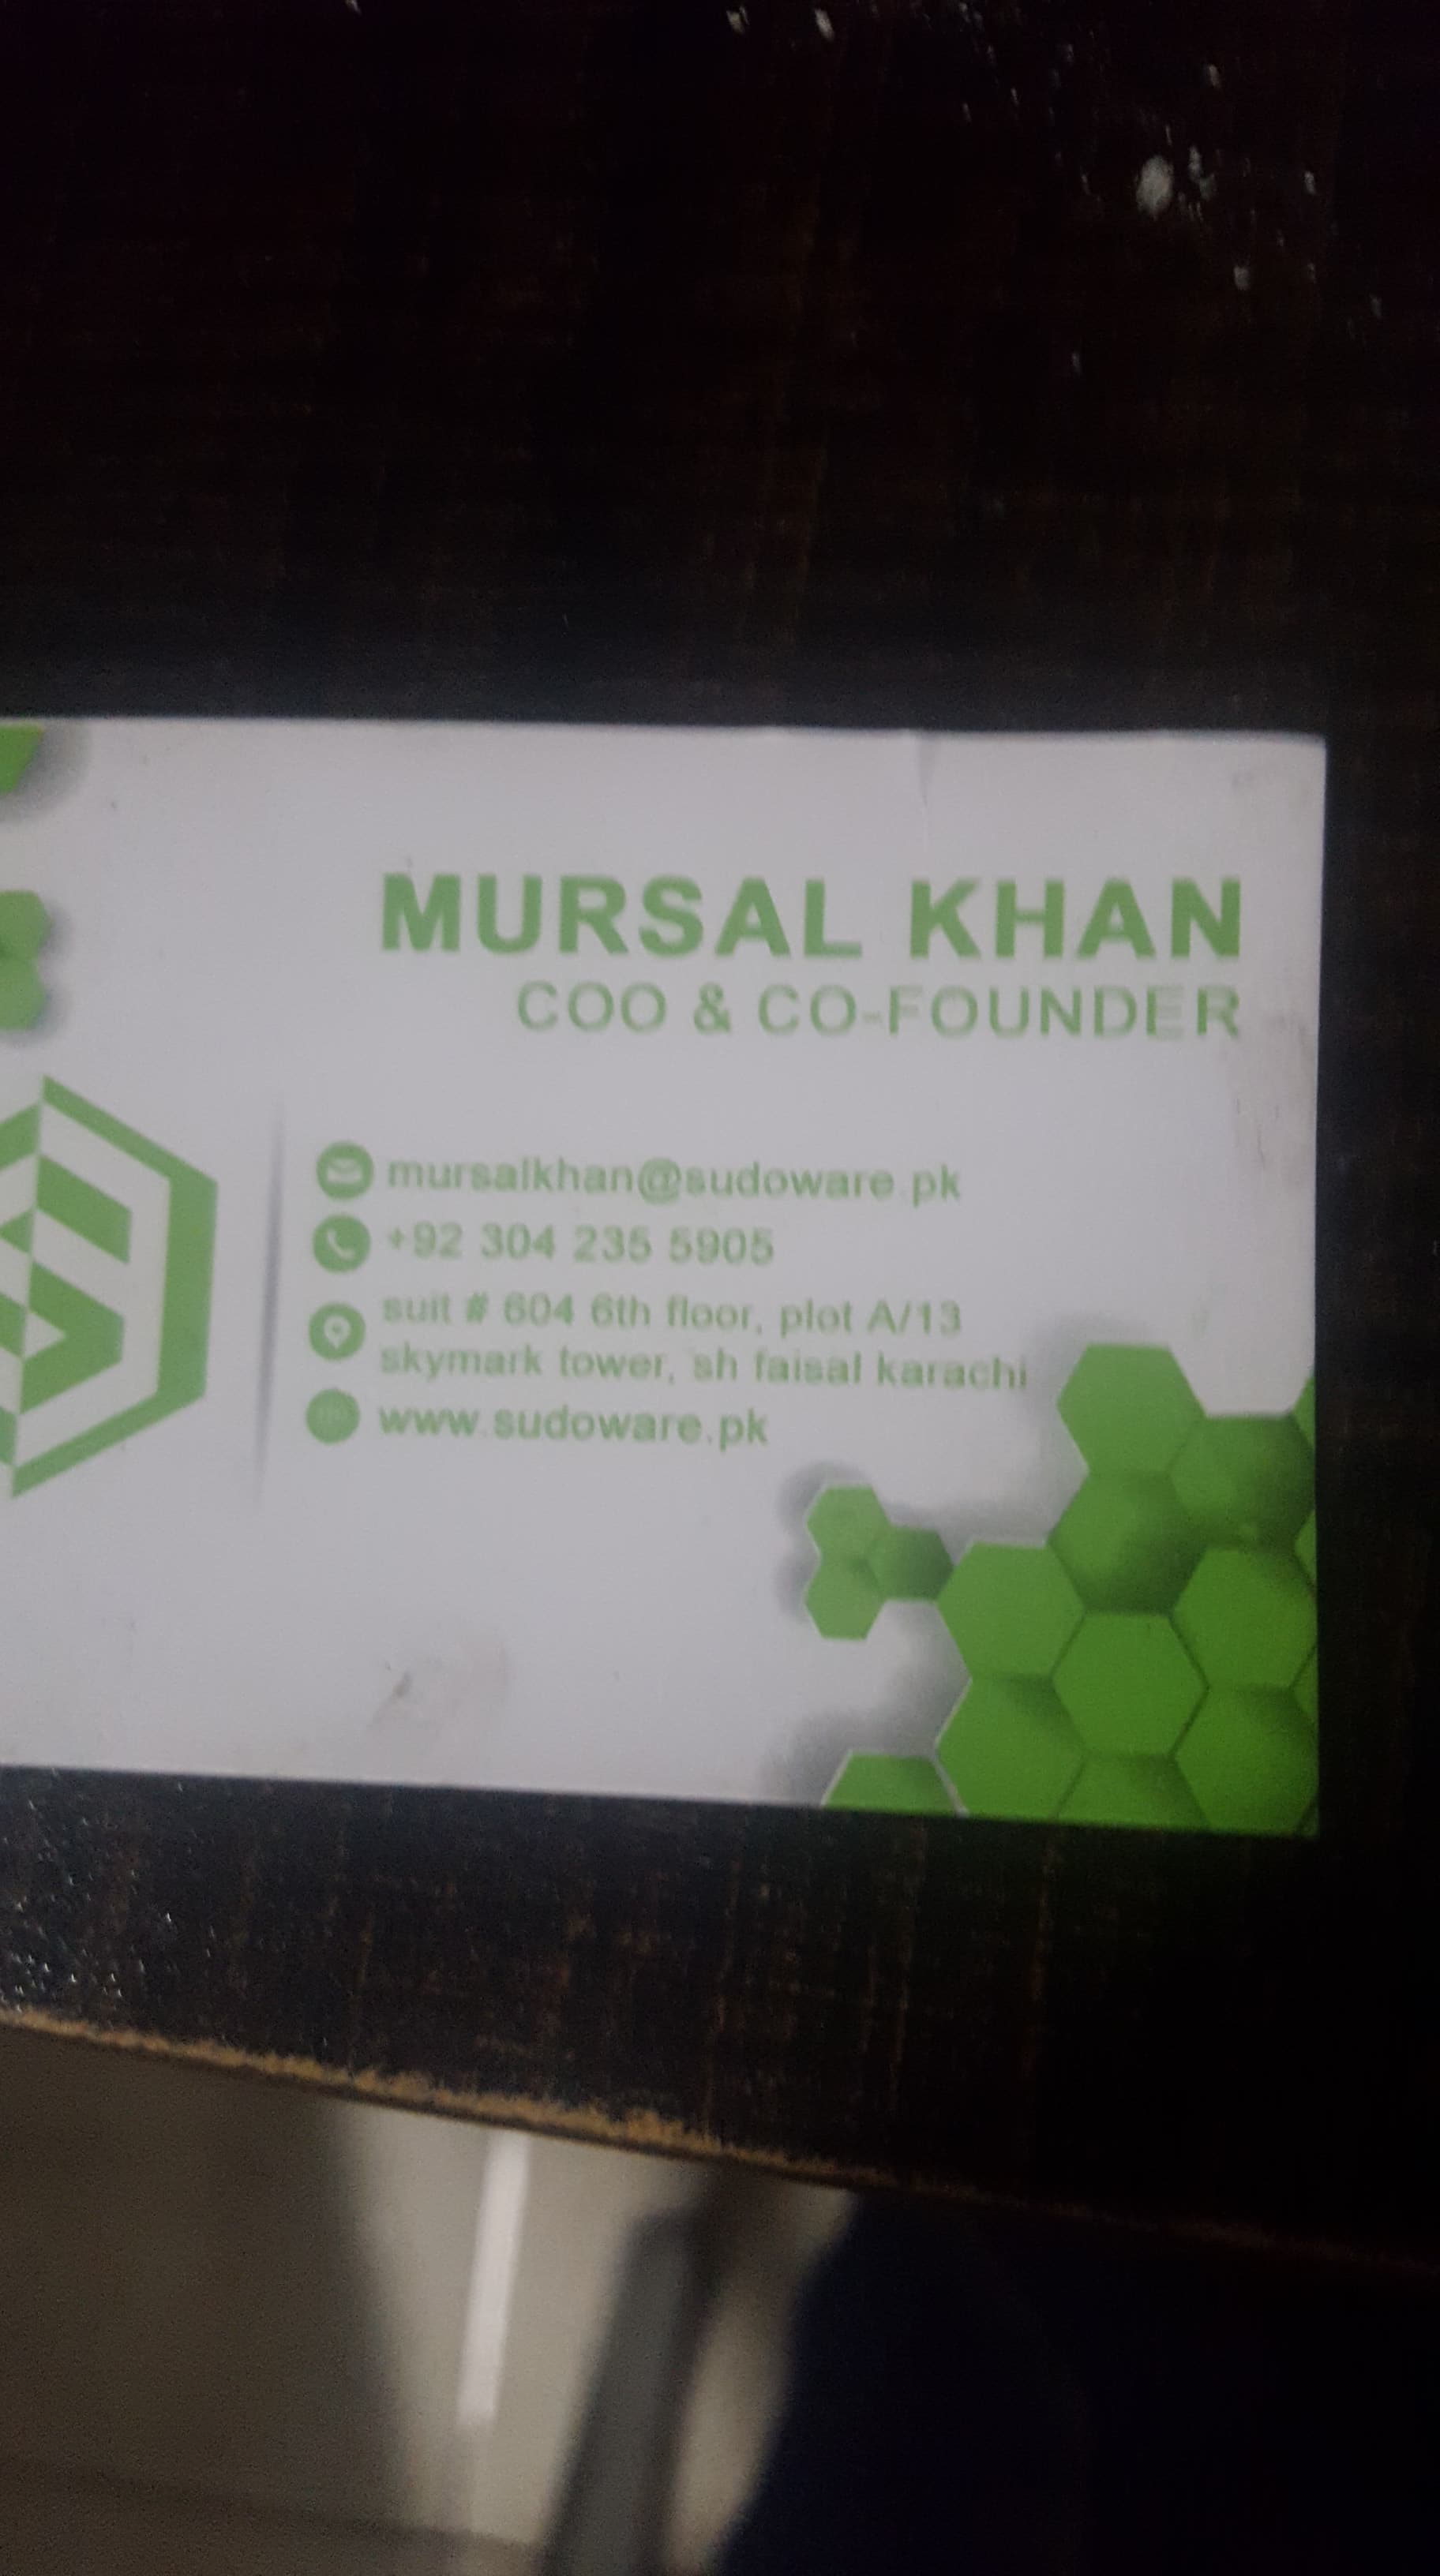 MURSAL KHAN
COO & CO-FOUNDER
mursalkhan@sudoware.pk
+92 304 235 5905
suit # 604 6th floor, plot A/13
skymark tower, sh faisal karachi
www.sudoware.pk